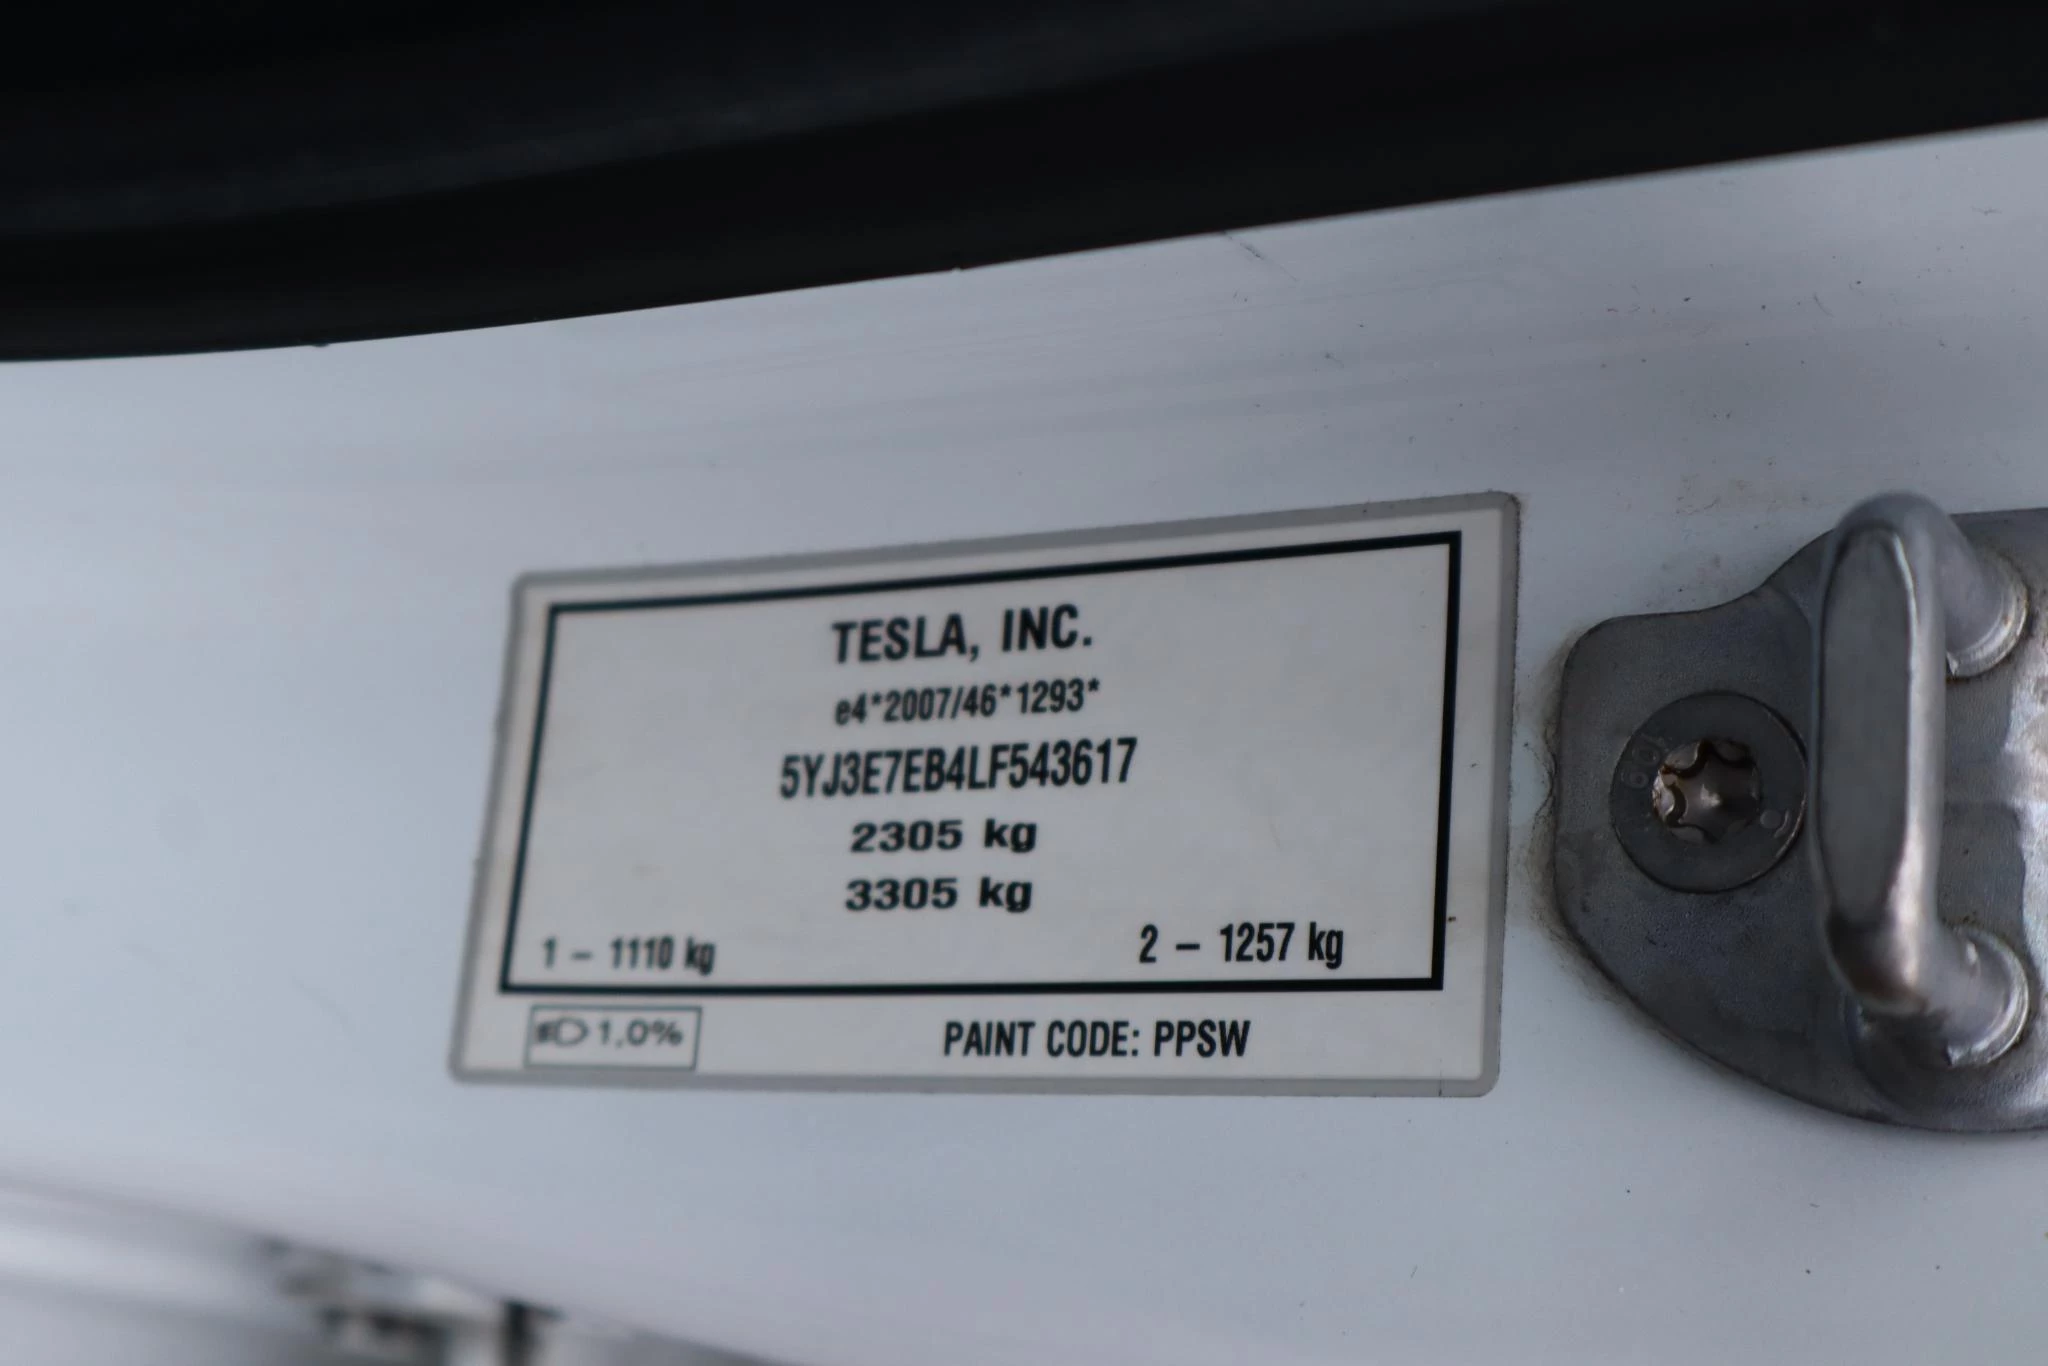 TESLA, INC.
e4*2007/46*1293*
5YJ3E7EB4LF543617
2305 kg
3305 kg
1 – 1110 kg
2 – 1257 kg
1,0%
PAINT CODE: PPSW